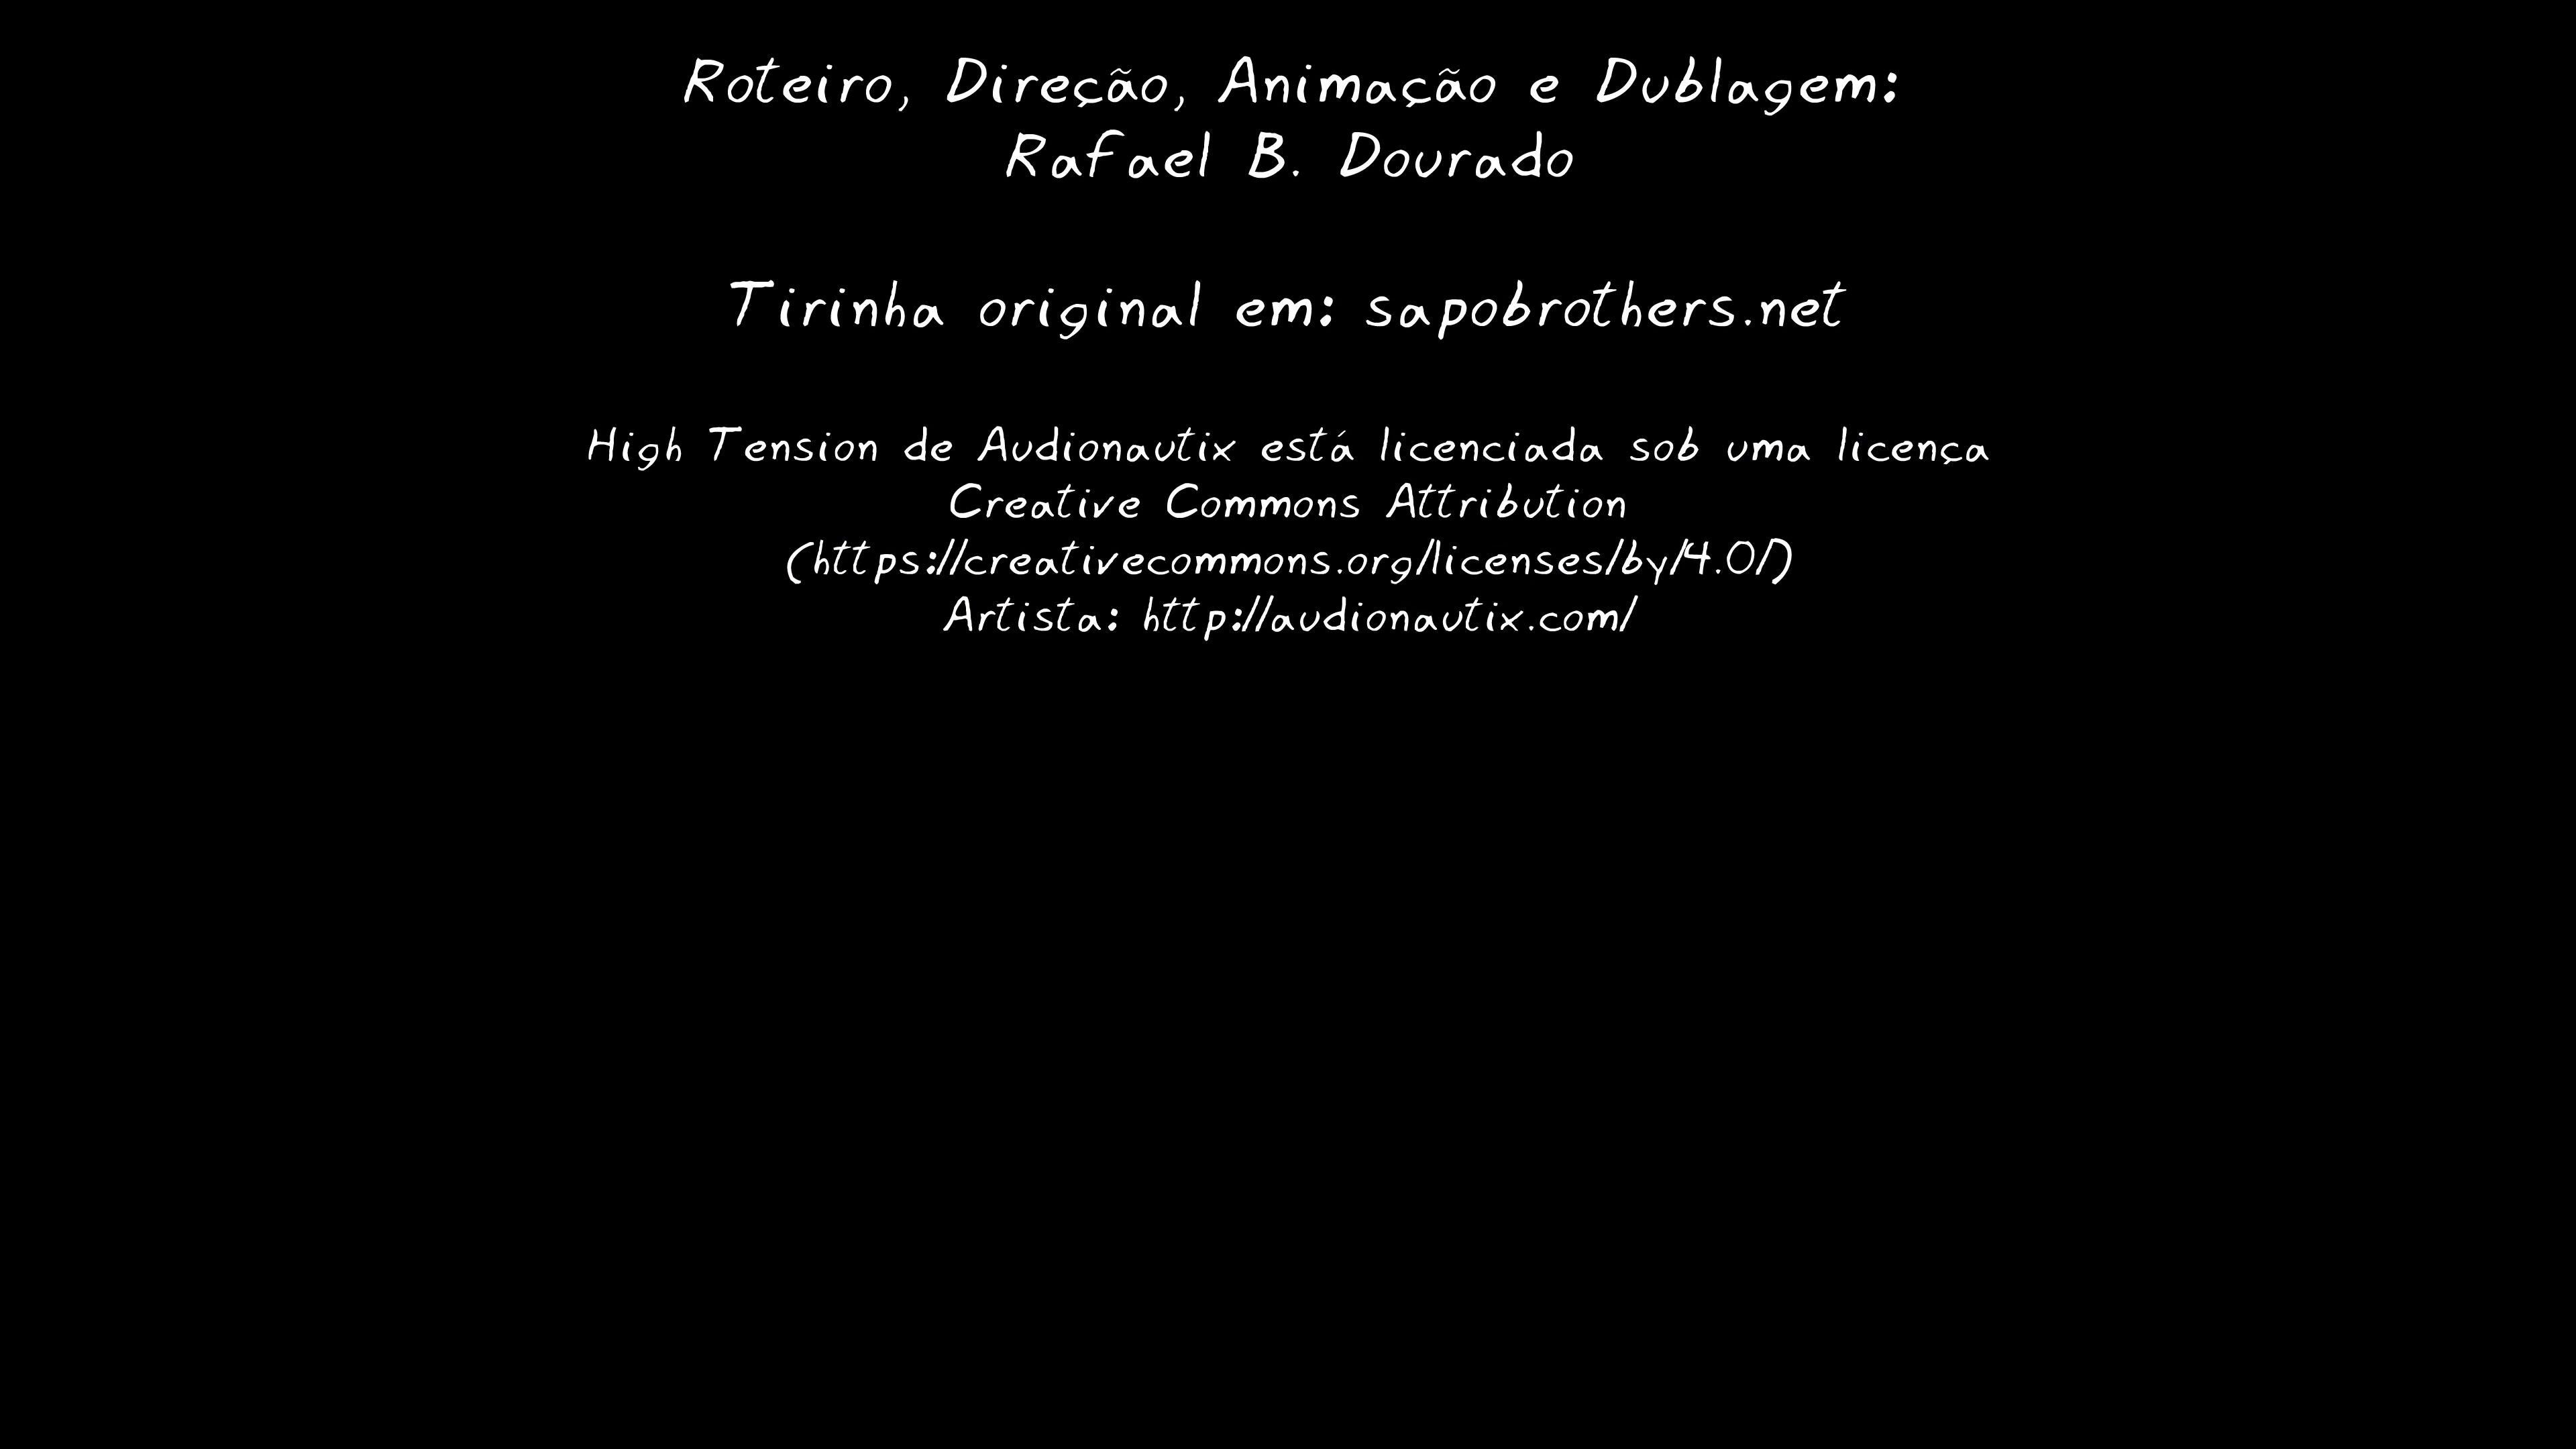 Roteiro, Direção, Animação e Dublagem:
Rafael B. Dourado
Tirinha original em: sapobrothers.net
High Tension de Audionautix está licenciada sob uma licença
Creative Commons Attribution
(https://creativecommons.org/licenses/by/4.0/)
Artista: http://audionautix.com/